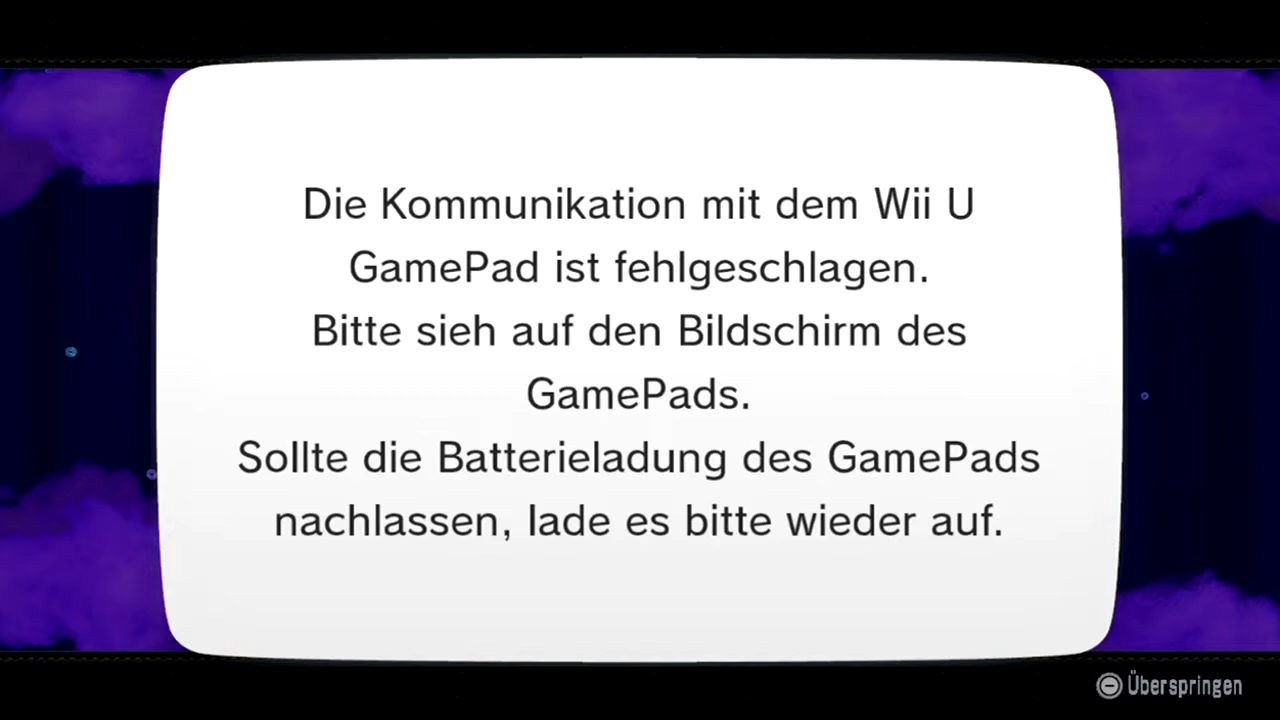 Die Kommunikation mit dem Wii U
GamePad ist fehlgeschlagen.
Bitte sieh auf den Bildschirm des
GamePads.
Sollte die Batterieladung des GamePads
nachlassen, lade es bitte wieder auf.
⊖ Überspringen